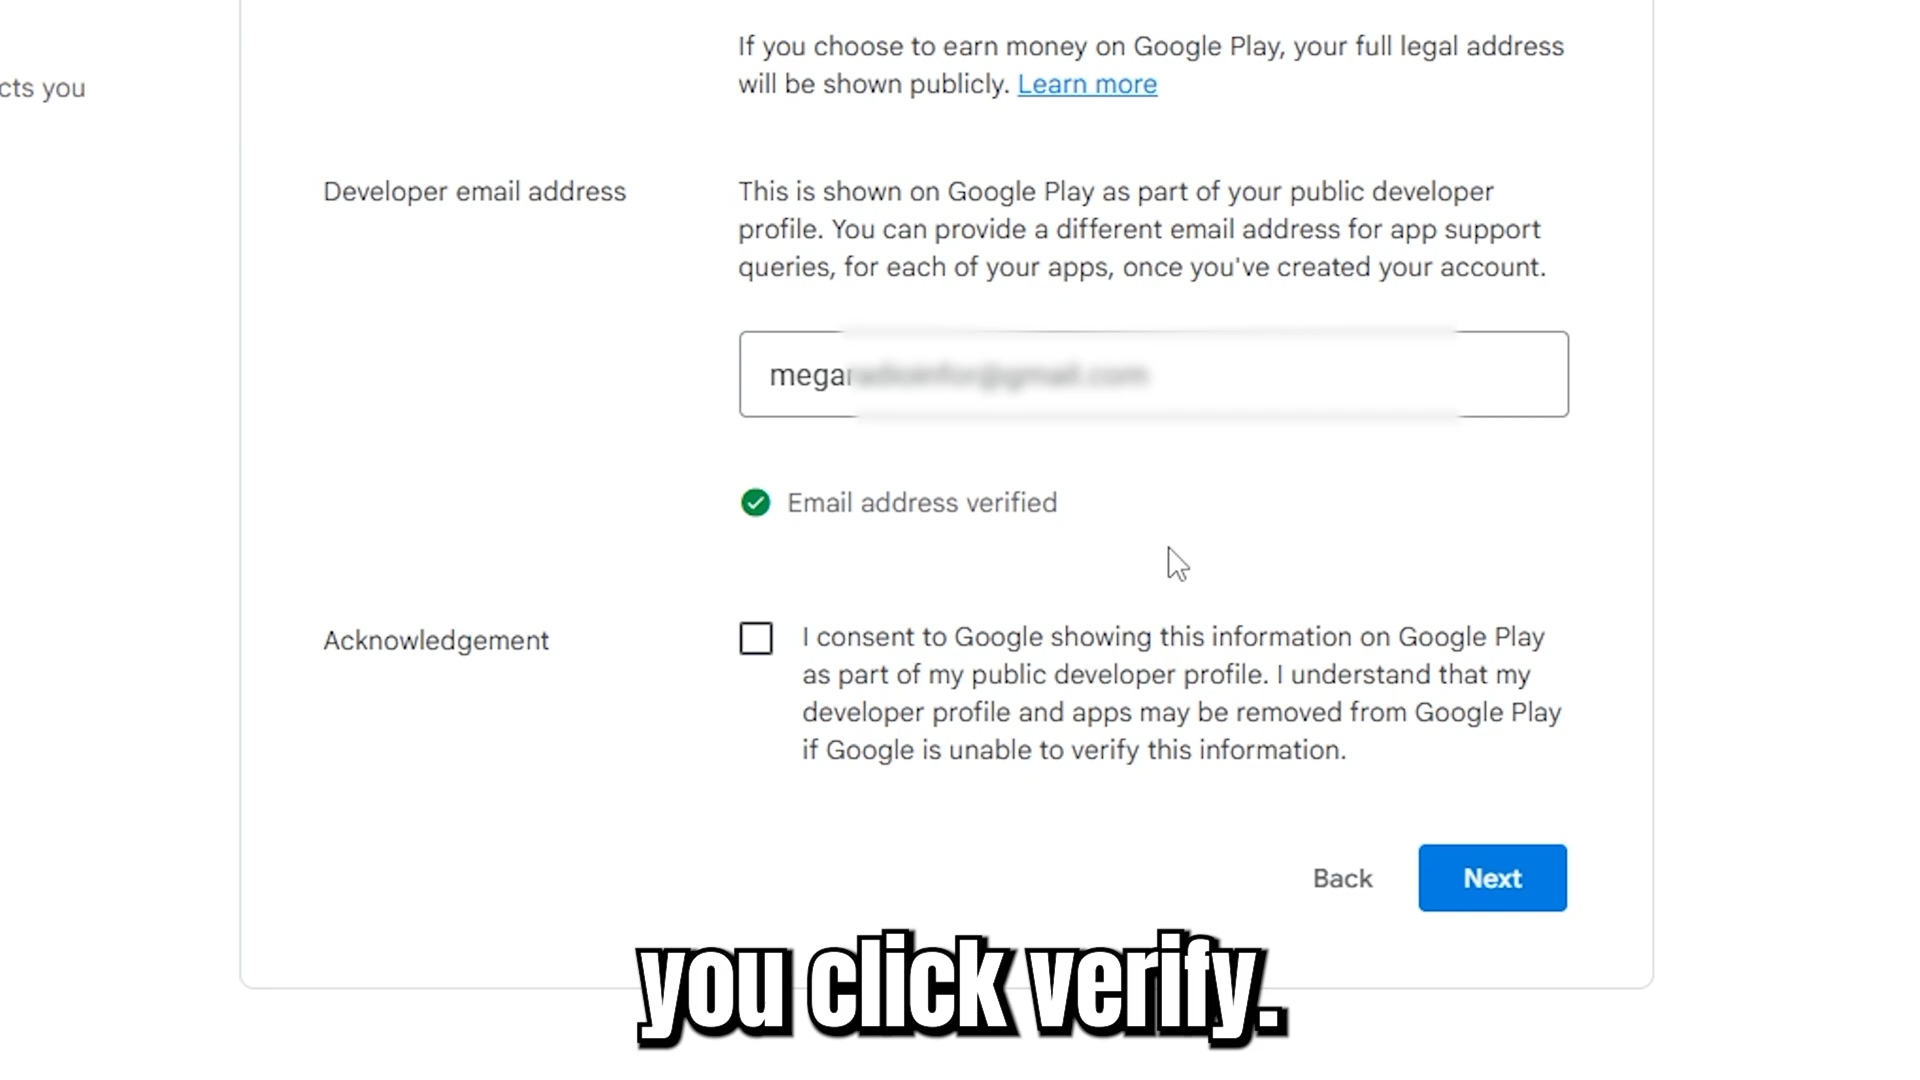 If you choose to earn money on Google Play, your full legal address
will be shown publicly. Learn more
cts you
Developer email address
This is shown on Google Play as part of your public developer
profile. You can provide a different email address for app support
queries, for each of your apps, once you've created your account.
mega
Email address verified
Acknowledgement
I consent to Google showing this information on Google Play
as part of my public developer profile. I understand that my
developer profile and apps may be removed from Google Play
if Google is unable to verify this information.
Back
Next
you click verify.